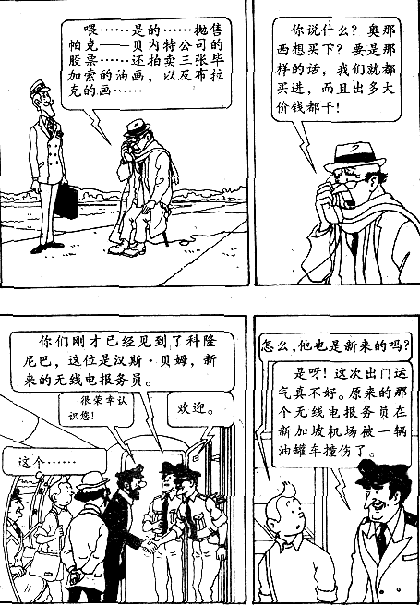 喂……是的……抛售
帕克——贝内特公司的
股票……还拍卖三张毕
加索的油画，以及布拉
克的画……
你说什么？奥那
西想买下？要是那
样的话，我们就都
买进，而且出多大
价钱都干！
你们刚才已经见到了科隆
尼巴，这位是汉斯·贝姆，新
来的无线电报务员。
很荣幸认
识您！
欢迎。
这个……
怎么，他也是新来的吗？
是呀！这次出门运
气真不好。原来的那
个无线电报务员在
新加坡机场被一辆
油罐车撞伤了。